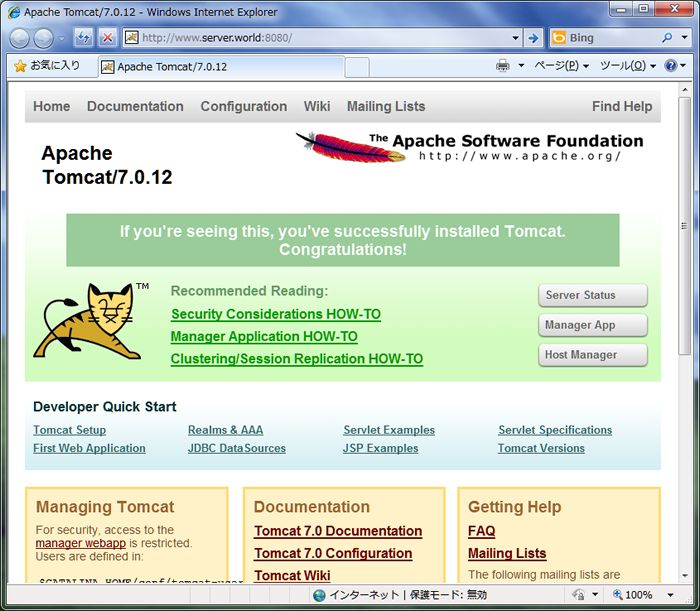 Apache Tomcat/7.0.12 - Windows Internet Explorer
http://www.server.world:8080/
Bing
お気に入り
Apache Tomcat/7.0.12
ページ(P)
ツール(O)
Home Documentation Configuration Wiki Mailing Lists Find Help
The Apache Software Foundation
http://www.apache.org/
Apache
Tomcat/7.0.12
If you're seeing this, you've successfully installed Tomcat.
Congratulations!
TM
Recommended Reading:
Security Considerations HOW-TO
Manager Application HOW-TO
Clustering/Session Replication HOW-TO
Server Status
Manager App
Host Manager
Developer Quick Start
Tomcat Setup Realms & AAA Servlet Examples Servlet Specifications
First Web Application JDBC DataSources JSP Examples Tomcat Versions
Managing Tomcat
For security, access to the
manager webapp is restricted.
Users are defined in:
$CATALINA_HOME/conf/tomcat-user
Documentation
Tomcat 7.0 Documentation
Tomcat 7.0 Configuration
Tomcat Wiki
Getting Help
FAQ
Mailing Lists
The following mailing lists are
インターネット | 保護モード: 無効
100%